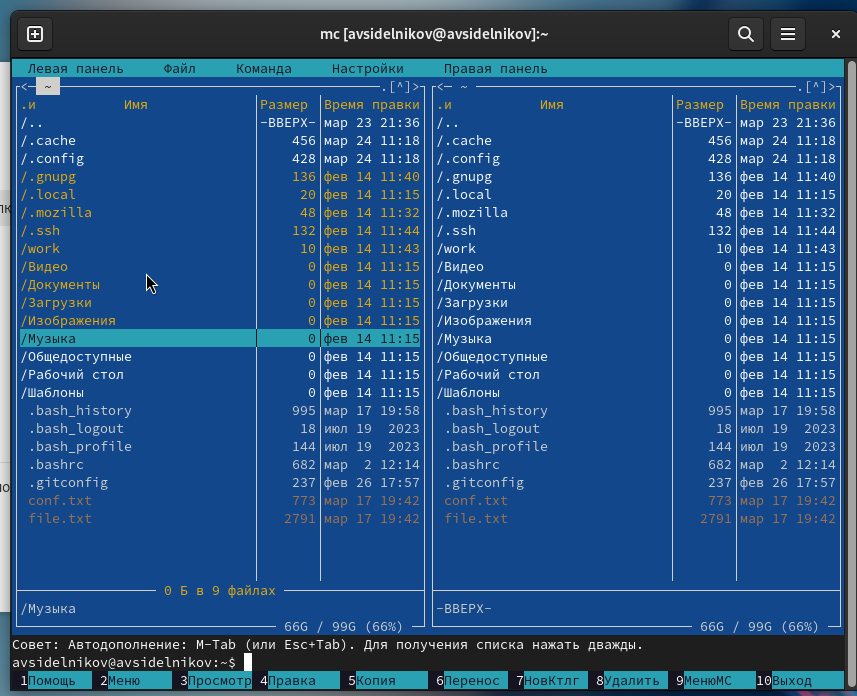 mc [avsidelnikov@avsidelnikov]:~
Левая панель Файл Команда Настройки Правая панель
<— ~ .[^]> <— ~ .[^]>
.и Имя Размер Время правки .и Имя Размер Время правки
/.. -ВВЕРХ- мар 23 21:36 /.. -ВВЕРХ- мар 23 21:36
/.cache 456 мар 24 11:18 /.cache 456 мар 24 11:18
/.config 428 мар 24 11:18 /.config 428 мар 24 11:18
/.gnupg 136 фев 14 11:40 /.gnupg 136 фев 14 11:40
/.local 20 фев 14 11:15 /.local 20 фев 14 11:15
/.mozilla 48 фев 14 11:32 /.mozilla 48 фев 14 11:32
/.ssh 132 фев 14 11:44 /.ssh 132 фев 14 11:44
/work 10 фев 14 11:43 /work 10 фев 14 11:43
/Видео 0 фев 14 11:15 /Видео 0 фев 14 11:15
/Документы 0 фев 14 11:15 /Документы 0 фев 14 11:15
/Загрузки 0 фев 14 11:15 /Загрузки 0 фев 14 11:15
/Изображения 0 фев 14 11:15 /Изображения 0 фев 14 11:15
/Музыка 0 фев 14 11:15 /Музыка 0 фев 14 11:15
/Общедоступные 0 фев 14 11:15 /Общедоступные 0 фев 14 11:15
/Рабочий стол 0 фев 14 11:15 /Рабочий стол 0 фев 14 11:15
/Шаблоны 0 фев 14 11:15 /Шаблоны 0 фев 14 11:15
.bash_history 995 мар 17 19:58 .bash_history 995 мар 17 19:58
.bash_logout 18 июл 19 2023 .bash_logout 18 июл 19 2023
.bash_profile 144 июл 19 2023 .bash_profile 144 июл 19 2023
.bashrc 682 мар 2 12:14 .bashrc 682 мар 2 12:14
.gitconfig 237 фев 26 17:57 .gitconfig 237 фев 26 17:57
conf.txt 773 мар 17 19:42 conf.txt 773 мар 17 19:42
file.txt 2791 мар 17 19:42 file.txt 2791 мар 17 19:42
0 Б в 9 файлах
/Музыка -ВВЕРХ-
66G / 99G (66%) 66G / 99G (66%)
Совет: Автодополнение: M-Tab (или Esc+Tab). Для получения списка нажать дважды.
avsidelnikov@avsidelnikov:~$
1Помощь 2Меню 3Просмотр 4Правка 5Копия 6Перенос 7НовКтлг 8Удалить 9МенюМС 10Выход